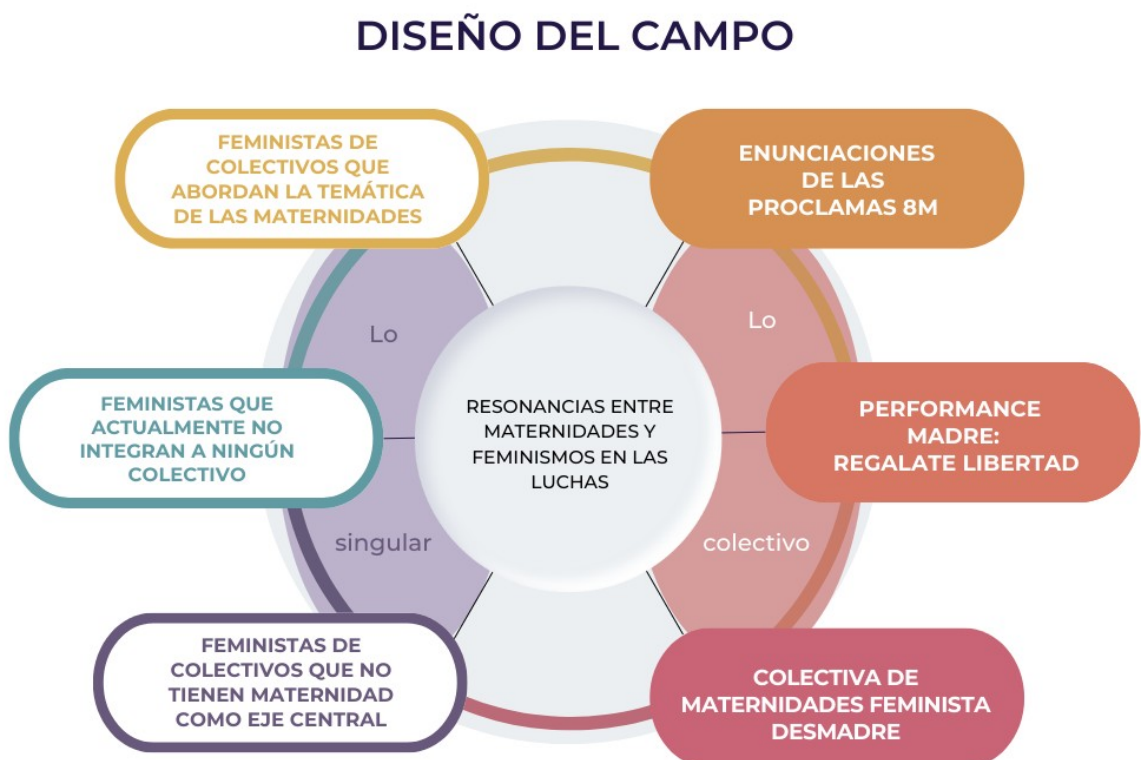 DISEÑO DEL CAMPO
FEMINISTAS DE
COLECTIVOS QUE
ABORDAN LA TEMÁTICA
DE LAS MATERNIDADES
ENUNCIACIONES
DE LAS
PROCLAMAS 8M
Lo
singular
Lo
colectivo
FEMINISTAS QUE
ACTUALMENTE NO
INTEGRAN A NINGÚN
COLECTIVO
RESONANCIAS ENTRE
MATERNIDADES Y
FEMINISMOS EN LAS
LUCHAS
PERFORMANCE
MADRE:
REGALATE LIBERTAD
FEMINISTAS DE
COLECTIVOS QUE NO
TIENEN MATERNIDAD
COMO EJE CENTRAL
COLECTIVA DE
MATERNIDADES FEMINISTA
DESMADRE